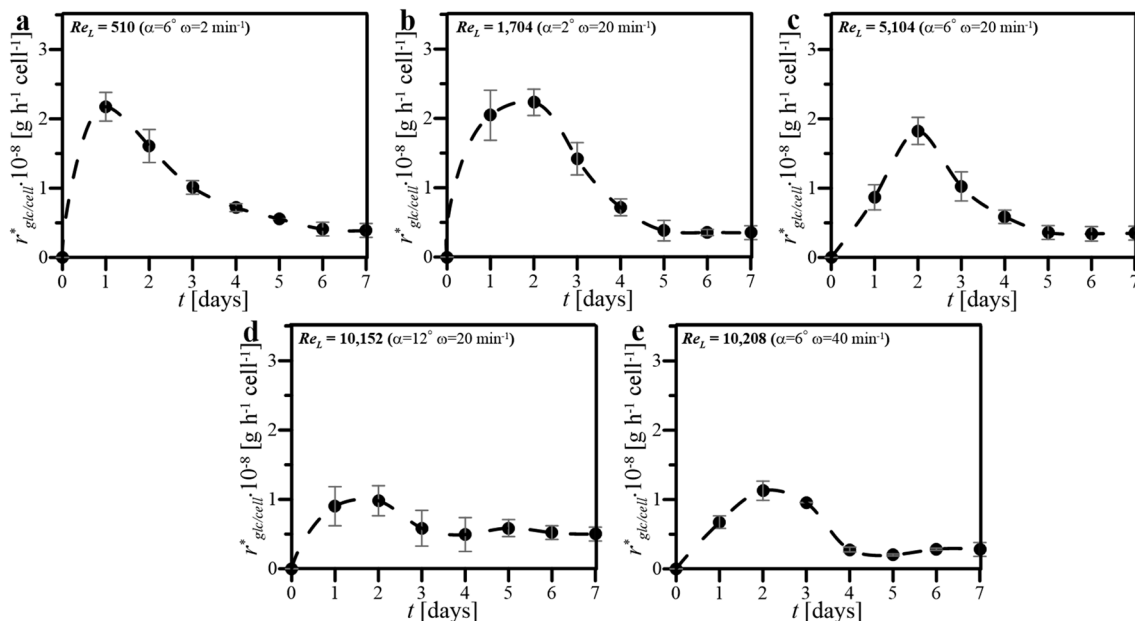 a
Re_L = 510 (α=6° ω=2 min⁻¹)
r*_glc/cell·10⁻⁸ [g h⁻¹ cell⁻¹]
3
2
1
0
0 1 2 3 4 5 6 7
t [days]
b
Re_L = 1,704 (α=2° ω=20 min⁻¹)
r*_glc/cell·10⁻⁸ [g h⁻¹ cell⁻¹]
3
2
1
0
0 1 2 3 4 5 6 7
t [days]
c
Re_L = 5,104 (α=6° ω=20 min⁻¹)
r*_glc/cell·10⁻⁸ [g h⁻¹ cell⁻¹]
3
2
1
0
0 1 2 3 4 5 6 7
t [days]
d
Re_L = 10,152 (α=12° ω=20 min⁻¹)
r*_glc/cell·10⁻⁸ [g h⁻¹ cell⁻¹]
3
2
1
0
0 1 2 3 4 5 6 7
t [days]
e
Re_L = 10,208 (α=6° ω=40 min⁻¹)
r*_glc/cell·10⁻⁸ [g h⁻¹ cell⁻¹]
3
2
1
0
0 1 2 3 4 5 6 7
t [days]